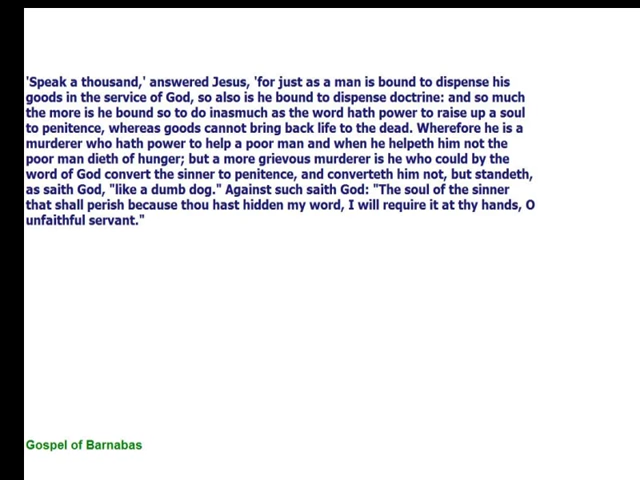 'Speak a thousand,' answered Jesus, 'for just as a man is bound to dispense his
goods in the service of God, so also is he bound to dispense doctrine: and so much
the more is he bound so to do inasmuch as the word hath power to raise up a soul
to penitence, whereas goods cannot bring back life to the dead. Wherefore he is a
murderer who hath power to help a poor man and when he helpeth him not the
poor man dieth of hunger; but a more grievous murderer is he who could by the
word of God convert the sinner to penitence, and converteth him not, but standeth,
as saith God, "like a dumb dog." Against such saith God: "The soul of the sinner
that shall perish because thou hast hidden my word, I will require it at thy hands, O
unfaithful servant."
Gospel of Barnabas